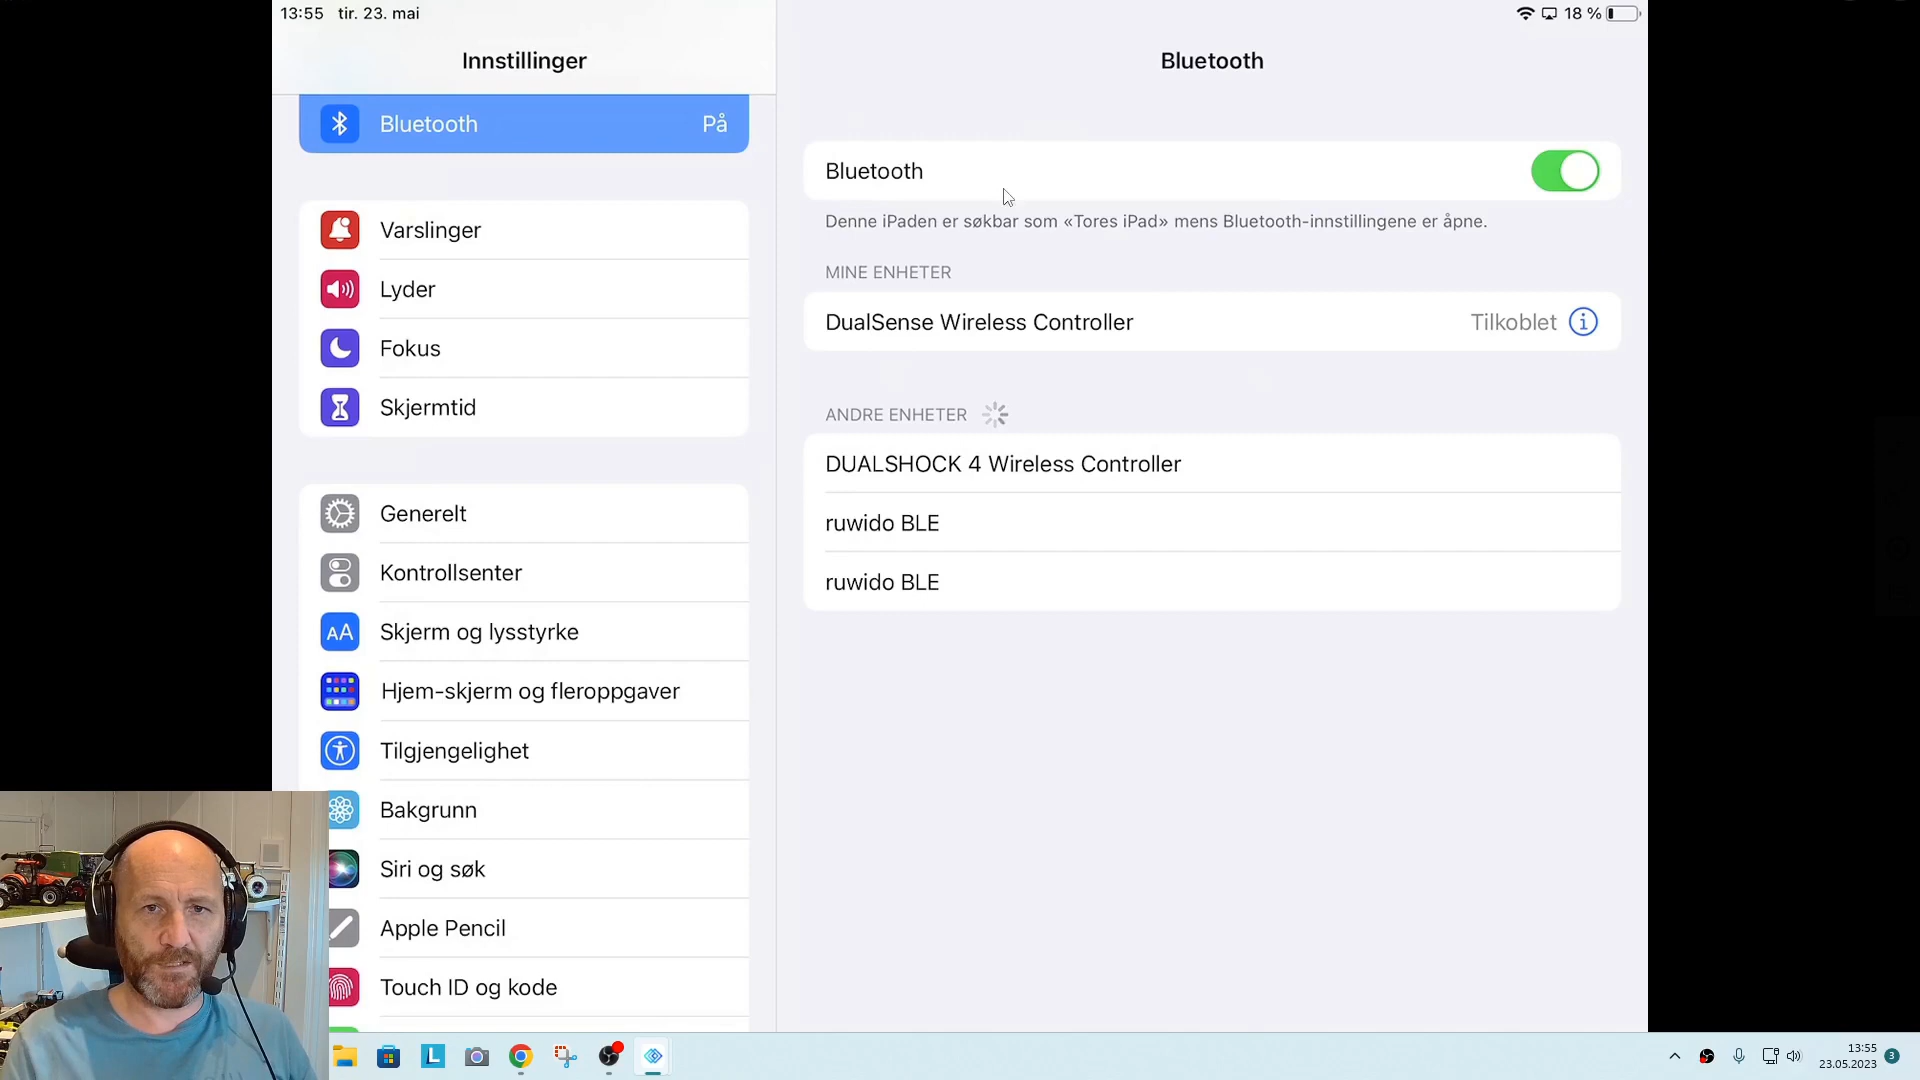 13:55 tir. 23. mai
18 %
Innstillinger
Bluetooth På
Varslinger
Lyder
Fokus
Skjermtid
Generelt
Kontrollsenter
AA Skjerm og lysstyrke
Hjem-skjerm og fleroppgaver
Tilgjengelighet
Bakgrunn
Siri og søk
Apple Pencil
Touch ID og kode
Bluetooth
Bluetooth
Denne iPaden er søkbar som «Tores iPad» mens Bluetooth-innstillingene er åpne.
MINE ENHETER
DualSense Wireless Controller Tilkoblet
ANDRE ENHETER
DUALSHOCK 4 Wireless Controller
ruwido BLE
ruwido BLE
L
13:55
23.05.2023
3